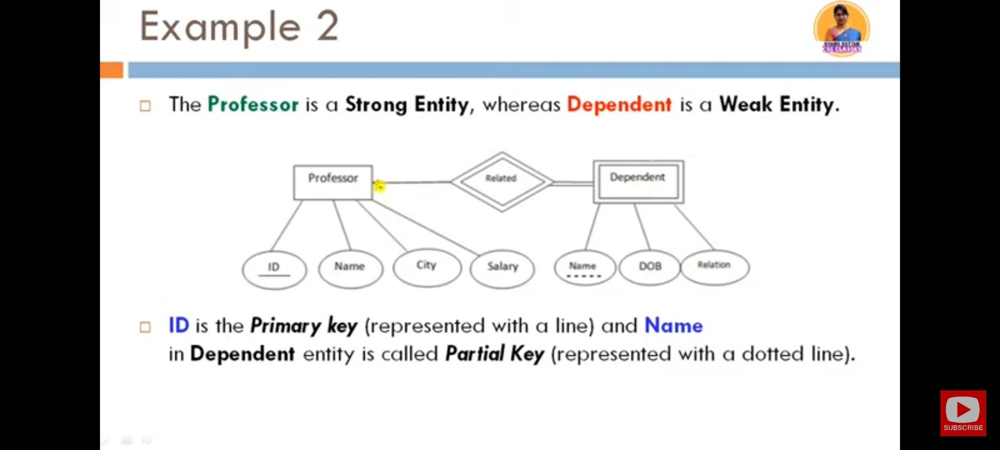 Example 2
CSE CLASSES
The Professor is a Strong Entity, whereas Dependent is a Weak Entity.
Professor
Related
Dependent
ID
Name
City
Salary
Name
DOB
Relation
ID is the Primary key (represented with a line) and Name
in Dependent entity is called Partial Key (represented with a dotted line).
SUBSCRIBE